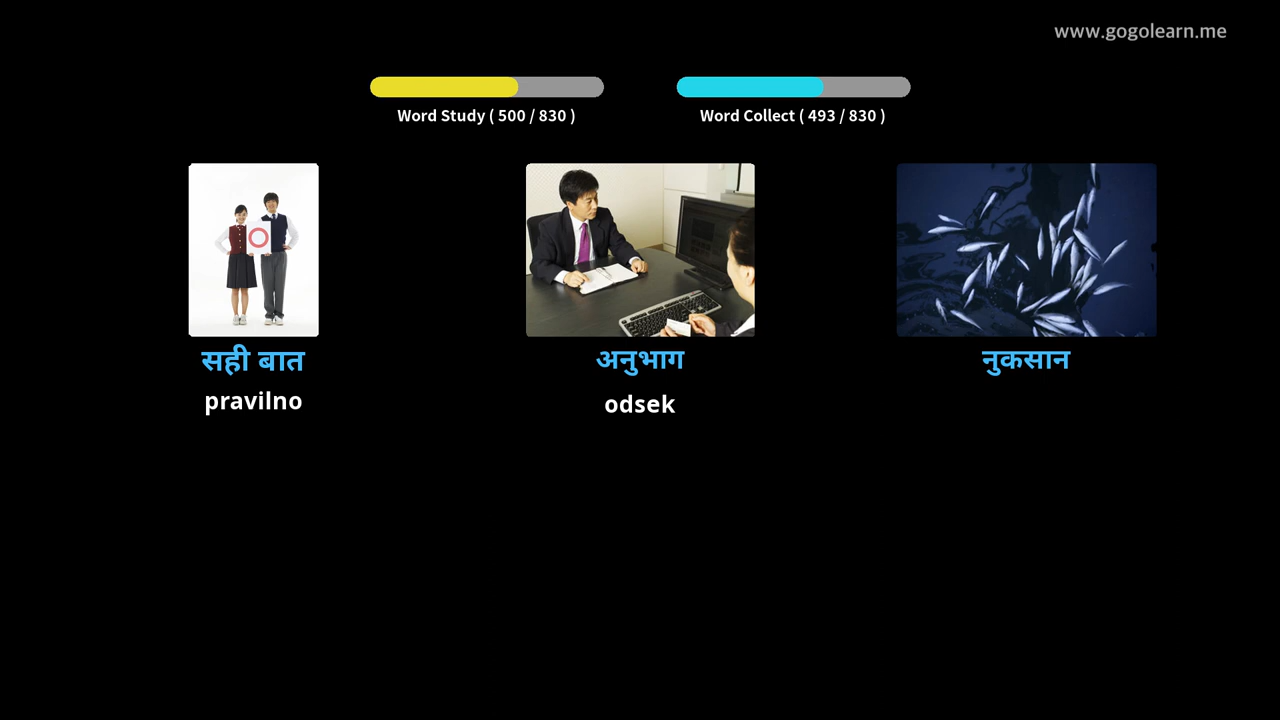 www.gogolearn.me
Word Study ( 500 / 830 )
Word Collect ( 493 / 830 )
सही बात
अनुभाग
नुकसान
pravilno
odsek